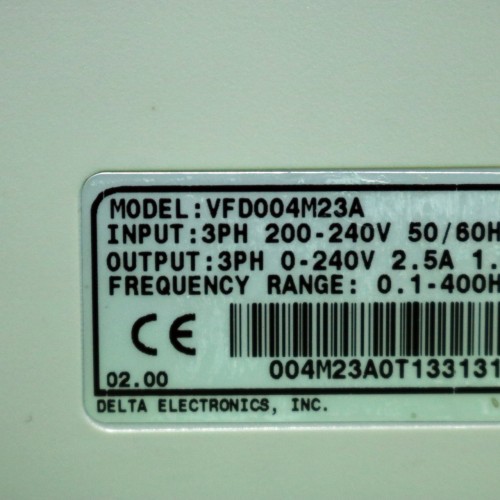 MODEL:VFD004M23A
INPUT:3PH 200-240V 50/60H
OUTPUT:3PH 0-240V 2.5A 1.
FREQUENCY RANGE: 0.1-400H
CE
004M23A0T133131
02.00
DELTA ELECTRONICS, INC.